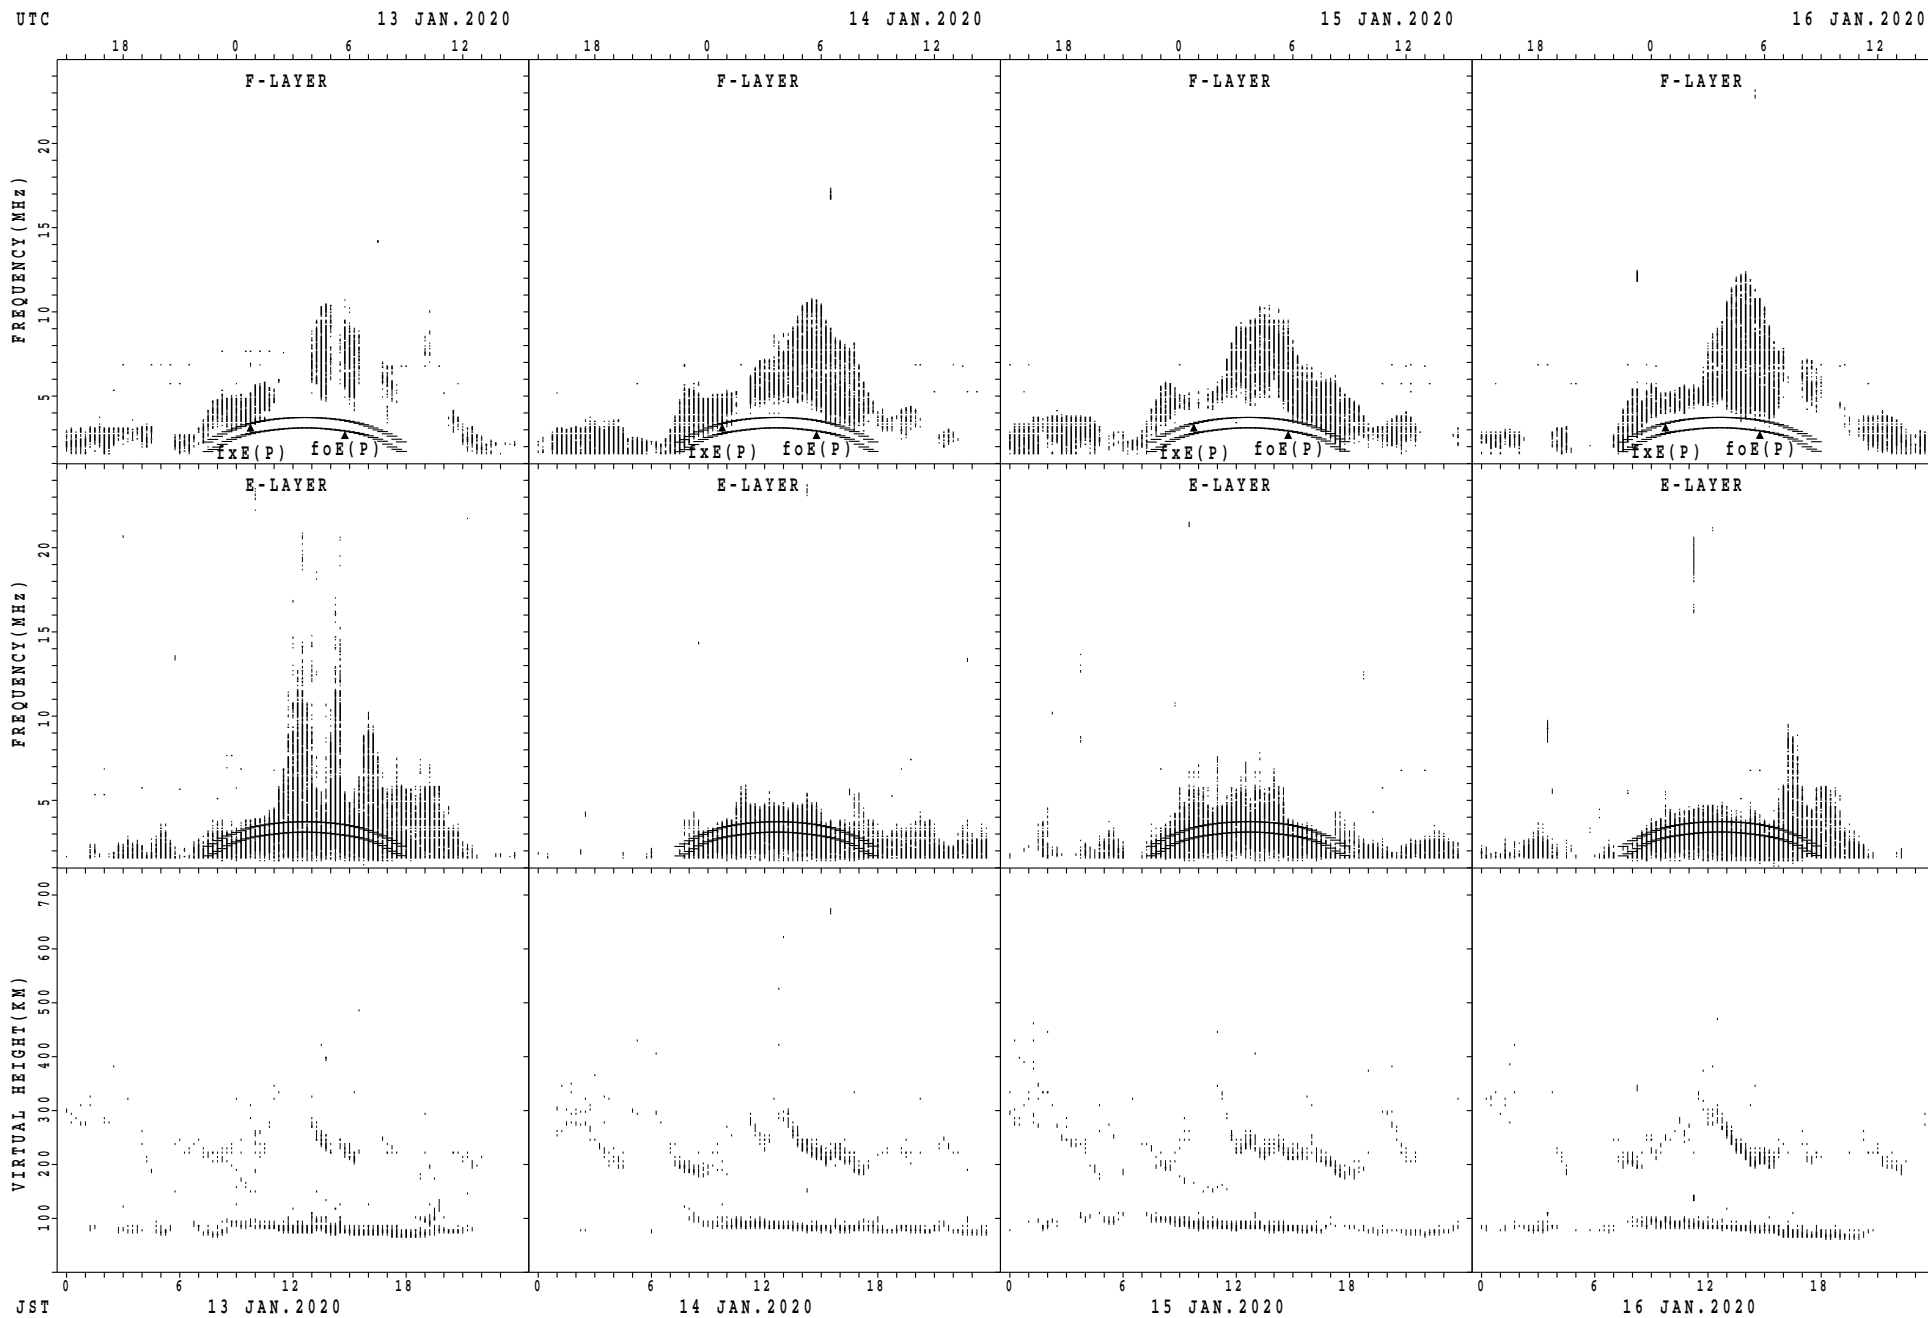 UTC 13 JAN.2020 14 JAN.2020 15 JAN.2020 16 JAN.2020
18 0 6 12 18 0 6 12 18 0 6 12 18 0 6 12
F-LAYER F-LAYER F-LAYER F-LAYER
FREQUENCY(MHz)
20
15
10
5
fxE(P) foE(P) fxE(P) foE(P) fxE(P) foE(P) fxE(P) foE(P)
E-LAYER E-LAYER E-LAYER E-LAYER
FREQUENCY(MHz)
20
15
10
5
VIRTUAL HEIGHT(KM)
700
600
500
400
300
200
100
0 6 12 18 0 6 12 18 0 6 12 18 0 6 12 18
JST 13 JAN.2020 14 JAN.2020 15 JAN.2020 16 JAN.2020